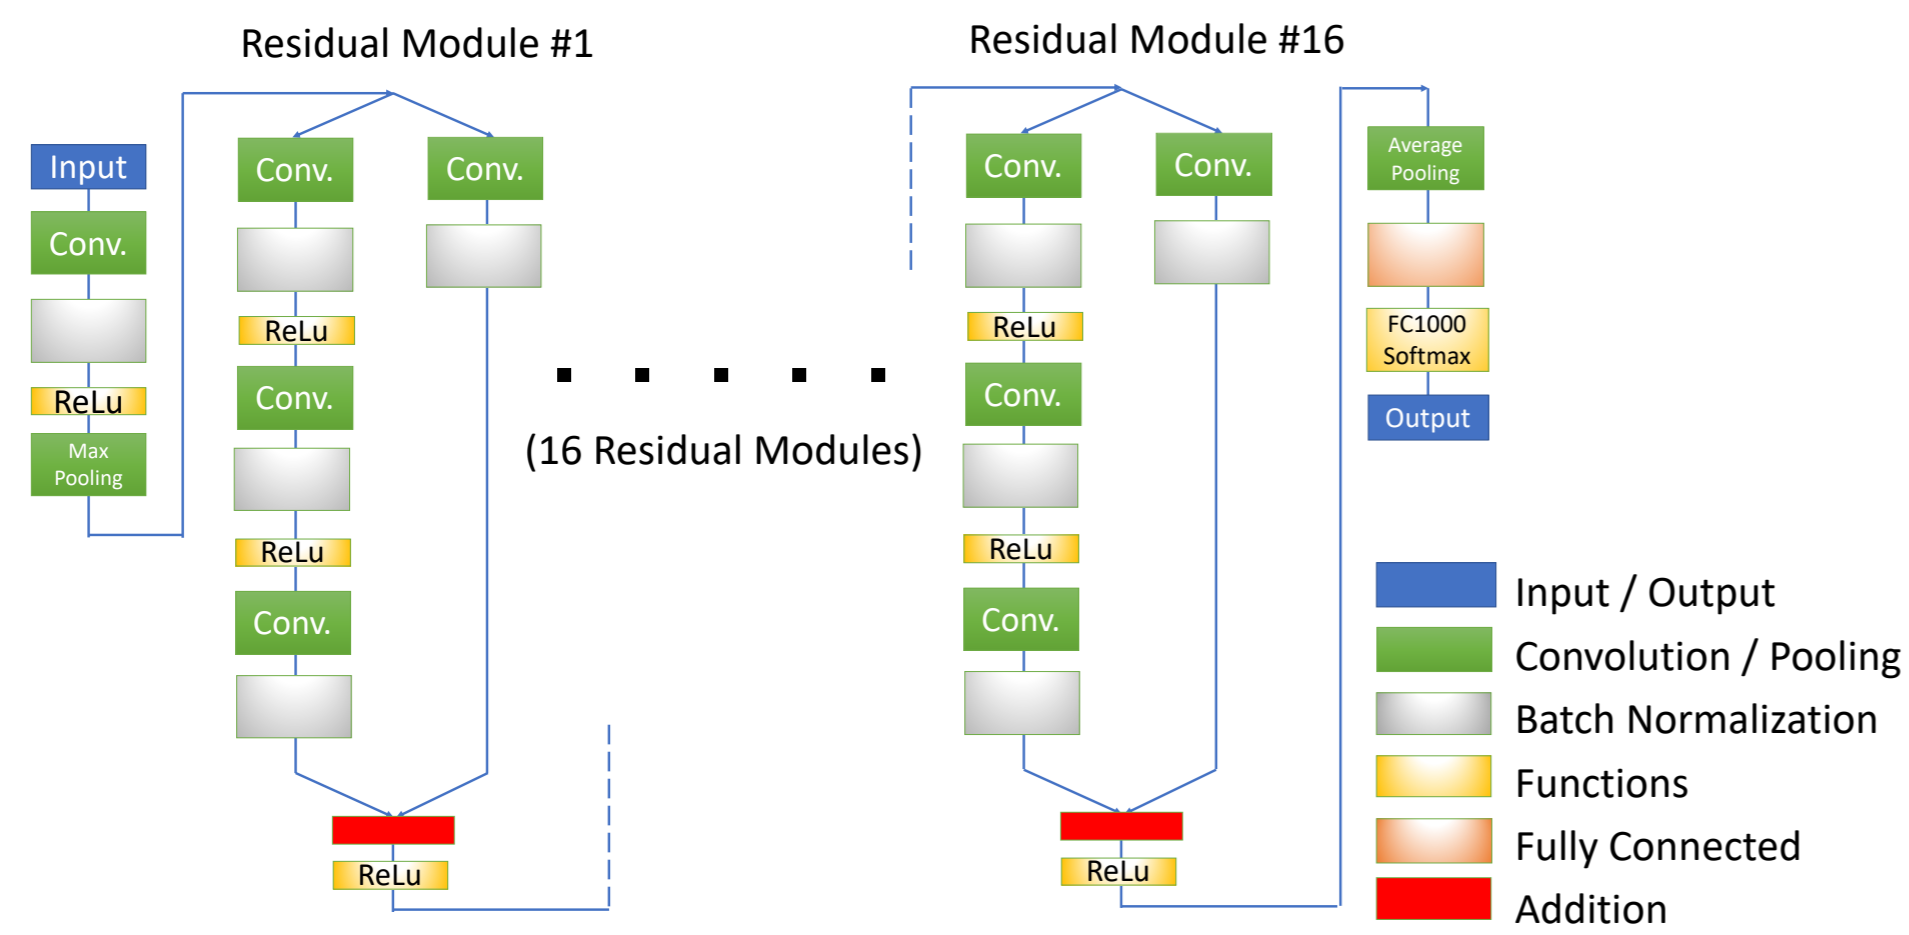 Residual Module #1
Residual Module #16
Input
Conv.
ReLu
Max
Pooling
Conv.
ReLu
Conv.
ReLu
Conv.
Conv.
ReLu
(16 Residual Modules)
Conv.
ReLu
Conv.
ReLu
Conv.
Conv.
ReLu
Average
Pooling
FC1000
Softmax
Output
Input / Output
Convolution / Pooling
Batch Normalization
Functions
Fully Connected
Addition